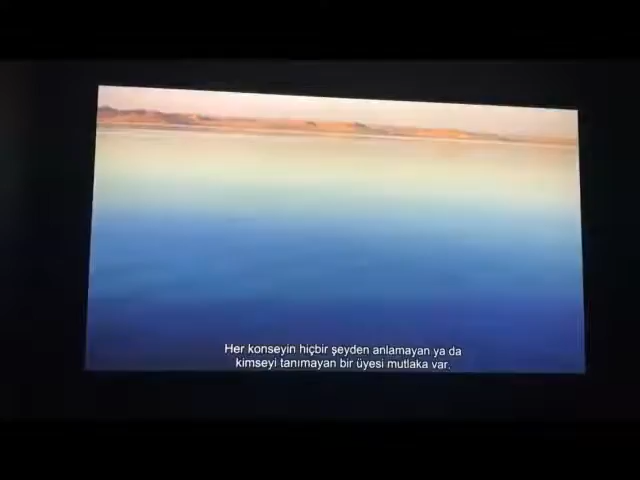 Her konseyin hiçbir şeyden anlamayan ya da
kimseyi tanımayan bir üyesi mutlaka var.